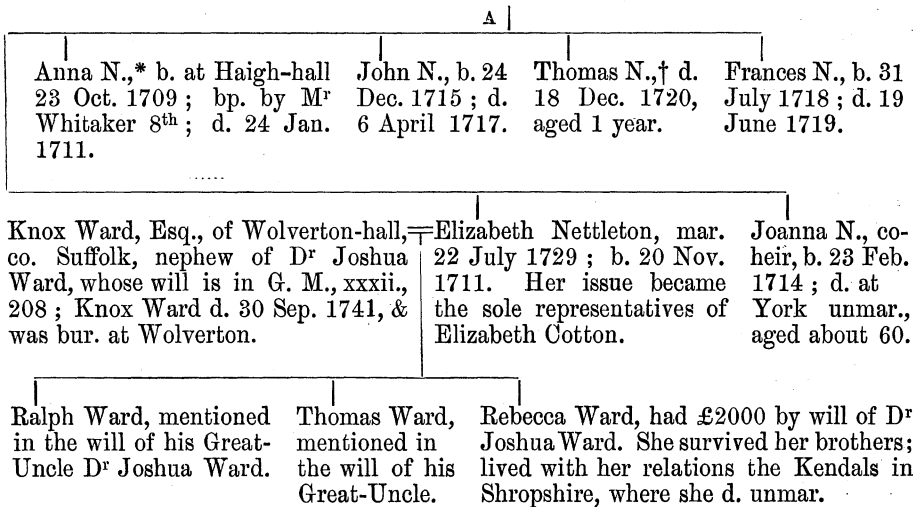 A
Anna N.,* b. at Haigh-hall
23 Oct. 1709 ; bp. by Mʳ
Whitaker 8ᵗʰ ; d. 24 Jan.
1711.
John N., b. 24
Dec. 1715 ; d.
6 April 1717.
Thomas N.,† d.
18 Dec. 1720,
aged 1 year.
Frances N., b. 31
July 1718 ; d. 19
June 1719.
......
Knox Ward, Esq., of Wolverton-hall,
co. Suffolk, nephew of Dʳ Joshua
Ward, whose will is in G. M., xxxii.,
208 ; Knox Ward d. 30 Sep. 1741, &
was bur. at Wolverton.
Elizabeth Nettleton, mar.
22 July 1729 ; b. 20 Nov.
1711. Her issue became
the sole representatives of
Elizabeth Cotton.
Joanna N., co-
heir, b. 23 Feb.
1714 ; d. at
York unmar.,
aged about 60.
Ralph Ward, mentioned
in the will of his Great-
Uncle Dʳ Joshua Ward.
Thomas Ward,
mentioned in
the will of his
Great-Uncle.
Rebecca Ward, had £2000 by will of Dʳ
Joshua Ward. She survived her brothers;
lived with her relations the Kendals in
Shropshire, where she d. unmar.